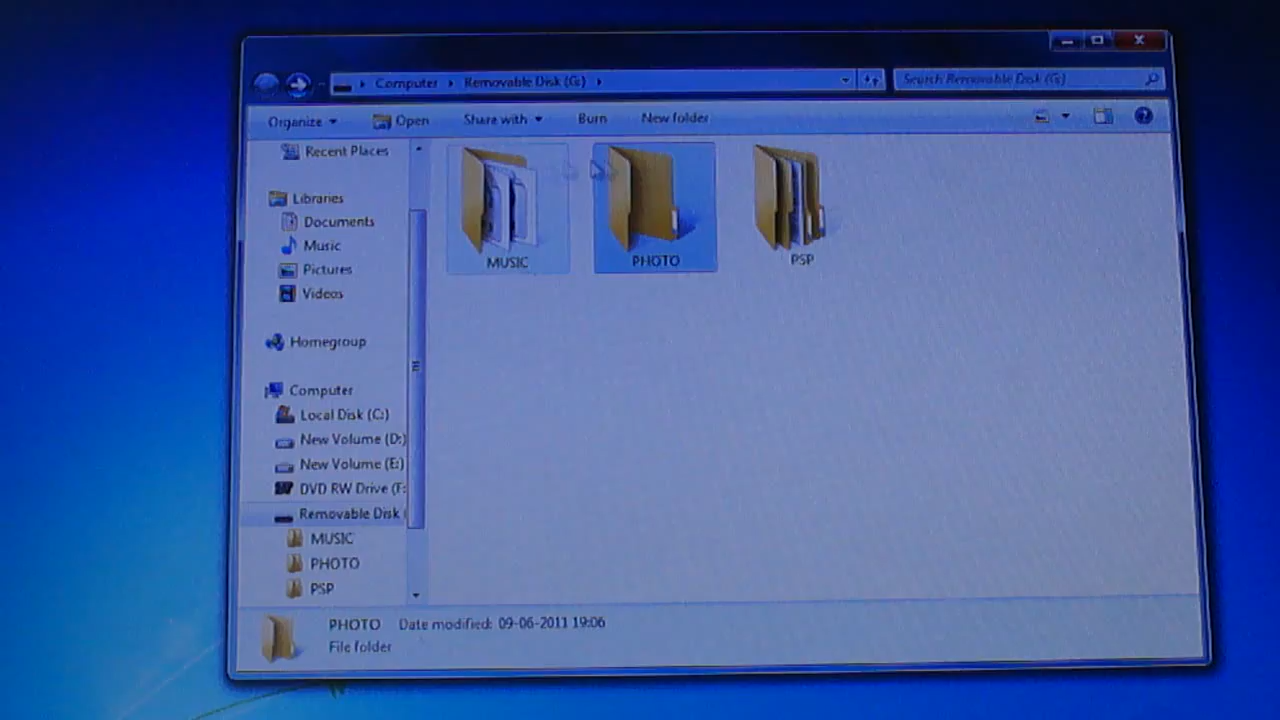 Computer Removable Disk (G:)
Search Removable Disk (G:)
Organize Open Share with Burn New folder
Recent Places
Libraries
Documents
Music
Pictures
Videos
Homegroup
Computer
Local Disk (C:)
New Volume (D:)
New Volume (E:)
DVD RW Drive (F:
Removable Disk (
MUSIC
PHOTO
PSP
MUSIC PHOTO PSP
PHOTO Date modified: 09-06-2011 19:06
File folder